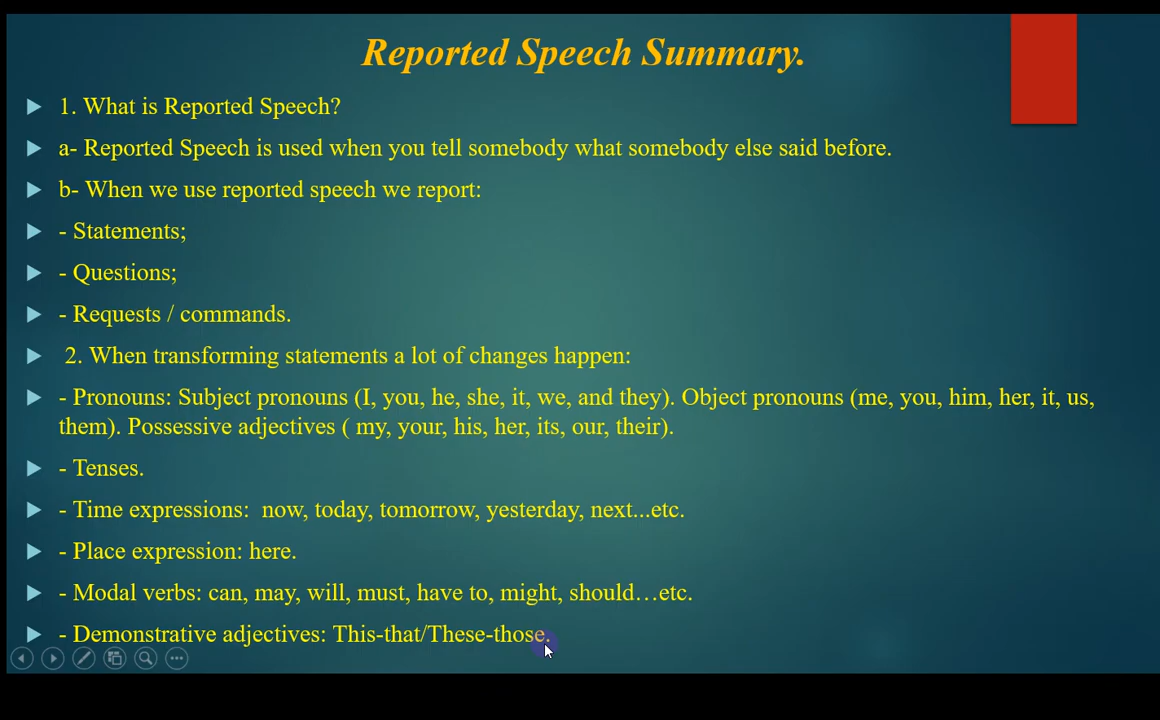 Reported Speech Summary.
1. What is Reported Speech?
a- Reported Speech is used when you tell somebody what somebody else said before.
b- When we use reported speech we report:
- Statements;
- Questions;
- Requests / commands.
2. When transforming statements a lot of changes happen:
- Pronouns: Subject pronouns (I, you, he, she, it, we, and they). Object pronouns (me, you, him, her, it, us,
them). Possessive adjectives ( my, your, his, her, its, our, their).
- Tenses.
- Time expressions:  now, today, tomorrow, yesterday, next...etc.
- Place expression: here.
- Modal verbs: can, may, will, must, have to, might, should…etc.
- Demonstrative adjectives: This-that/These-those.